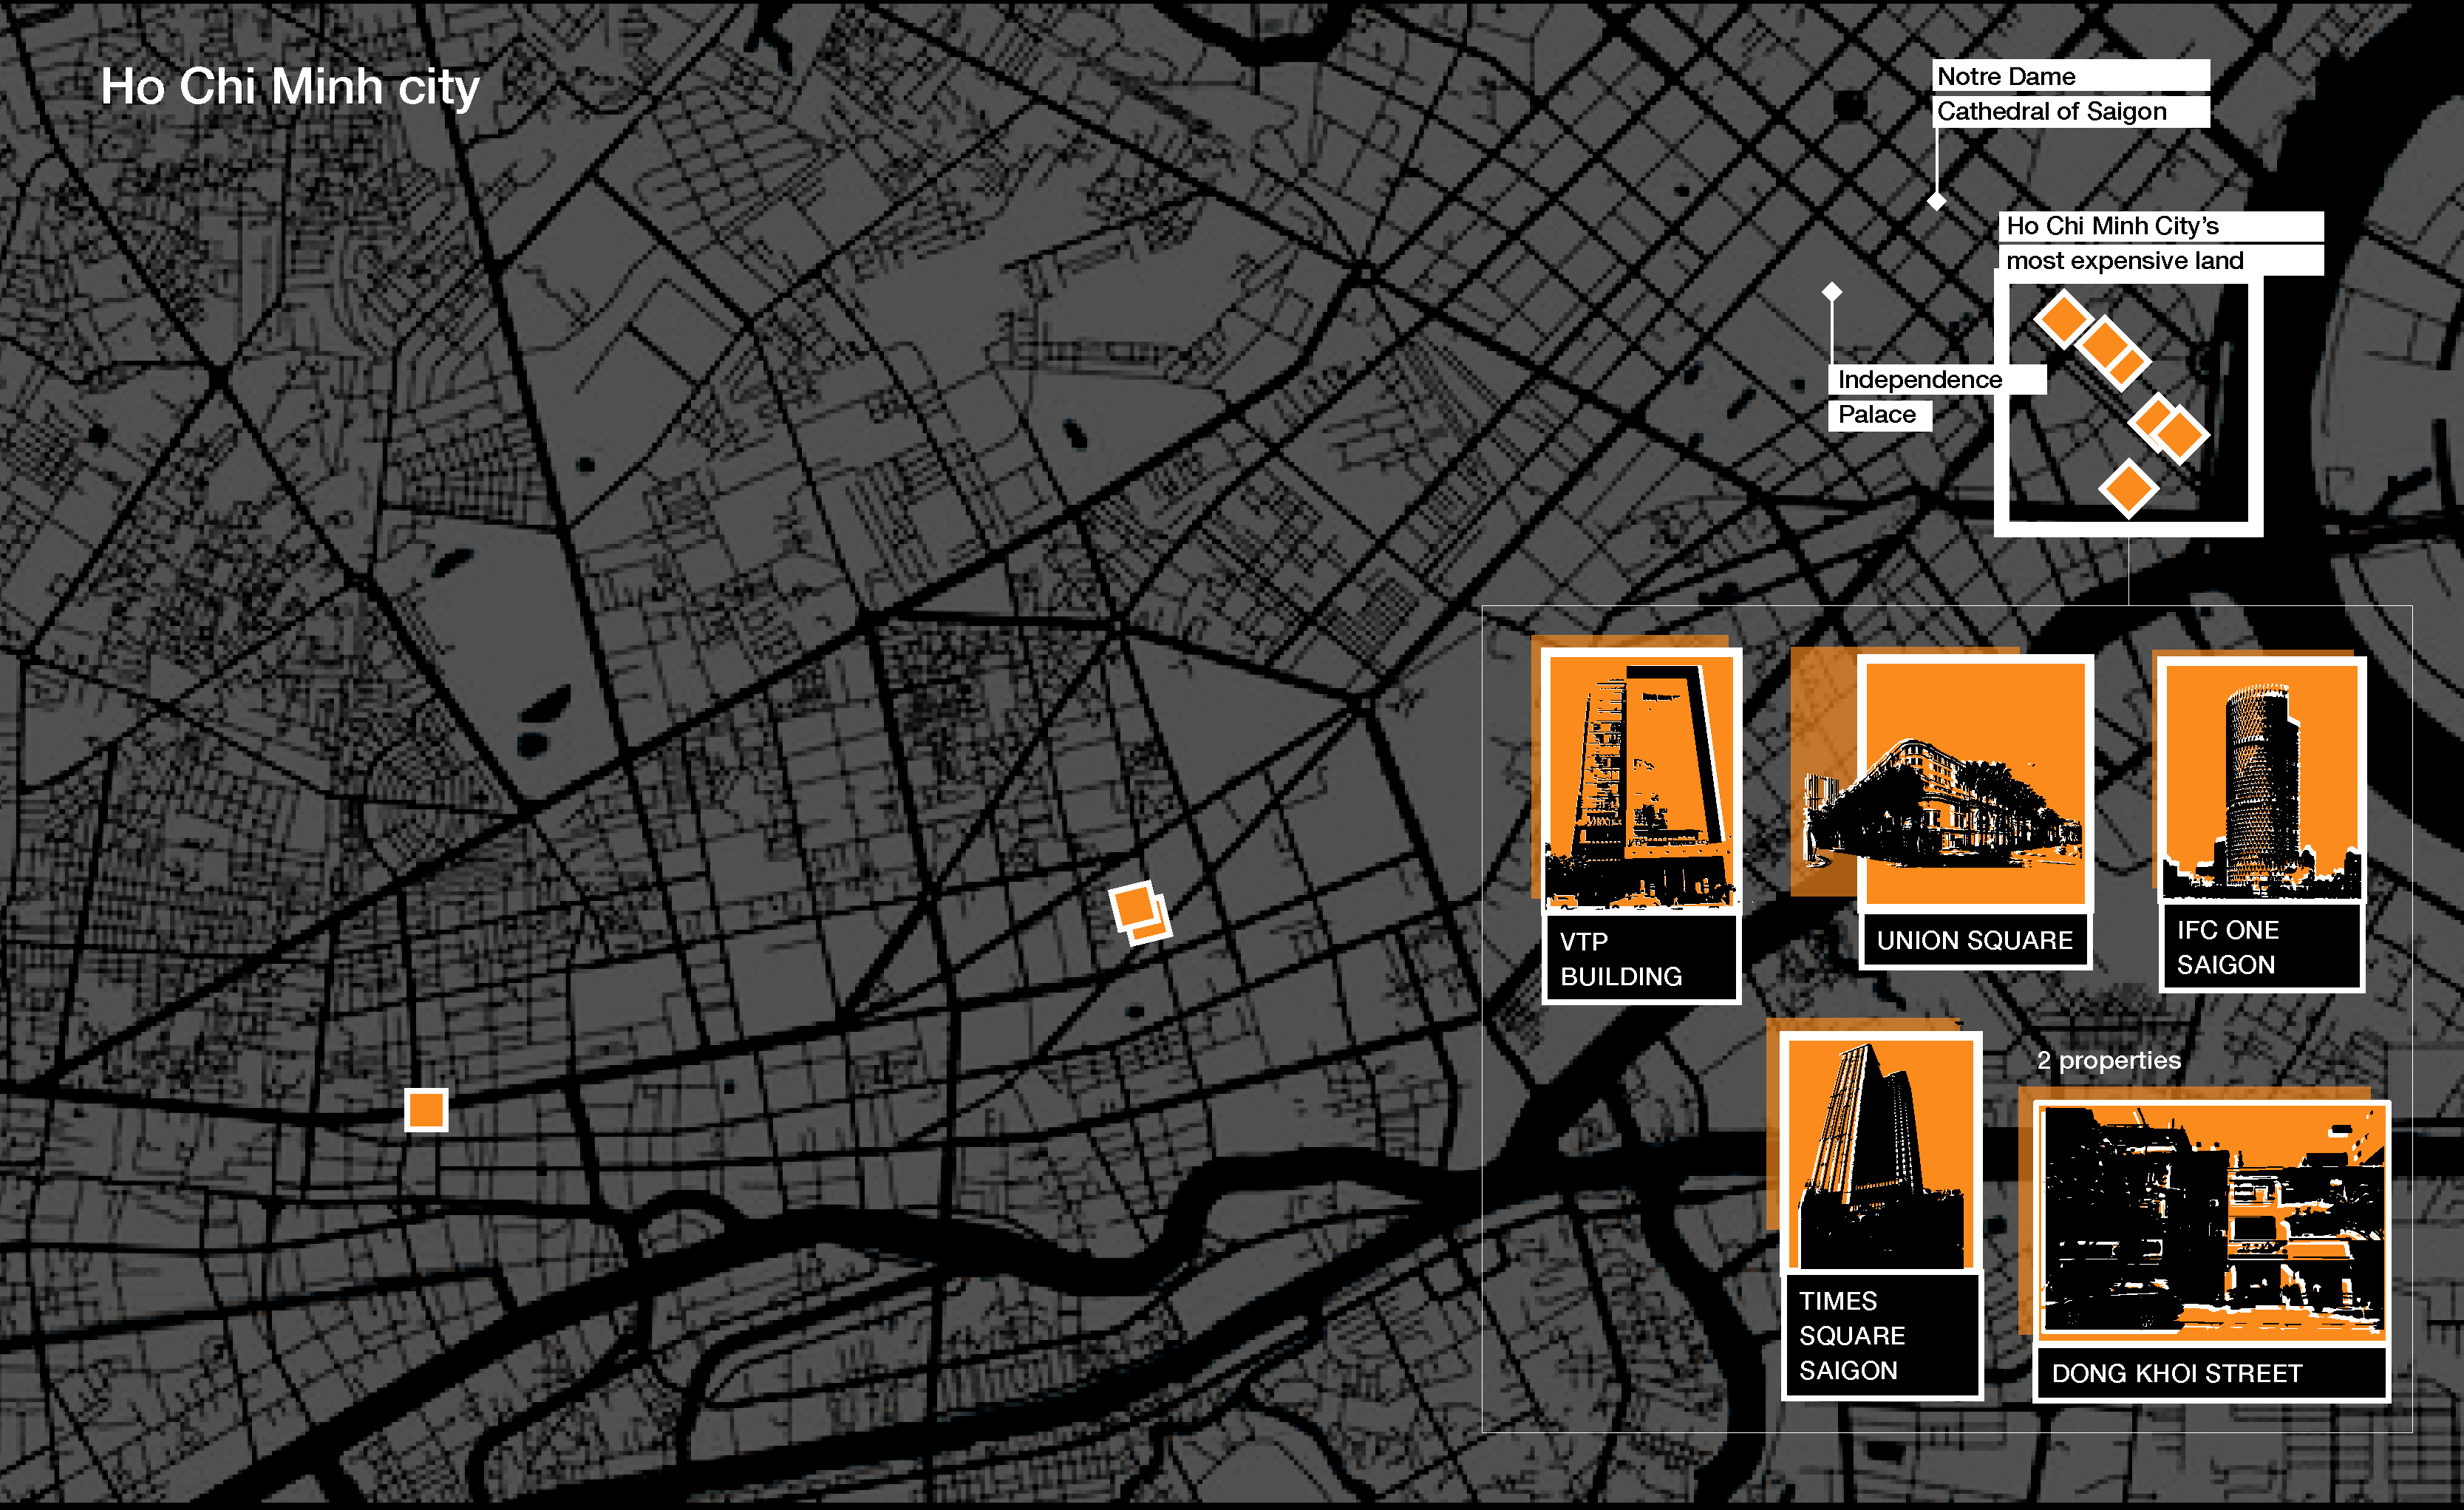 Ho Chi Minh city
Notre Dame
Cathedral of Saigon
Ho Chi Minh City’s
most expensive land
Independence
Palace
VTP
BUILDING
UNION SQUARE
IFC ONE
SAIGON
TIMES
SQUARE
SAIGON
2 properties
DONG KHOI STREET